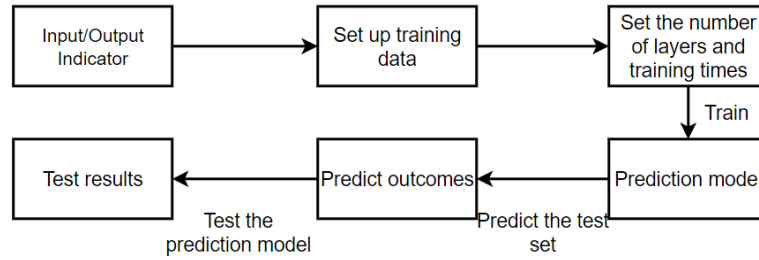 Input/Output
Indicator
Set up training
data
Set the number
of layers and
training times
Train
Prediction model
Predict outcomes
Test results
Predict the test
set
Test the
prediction model